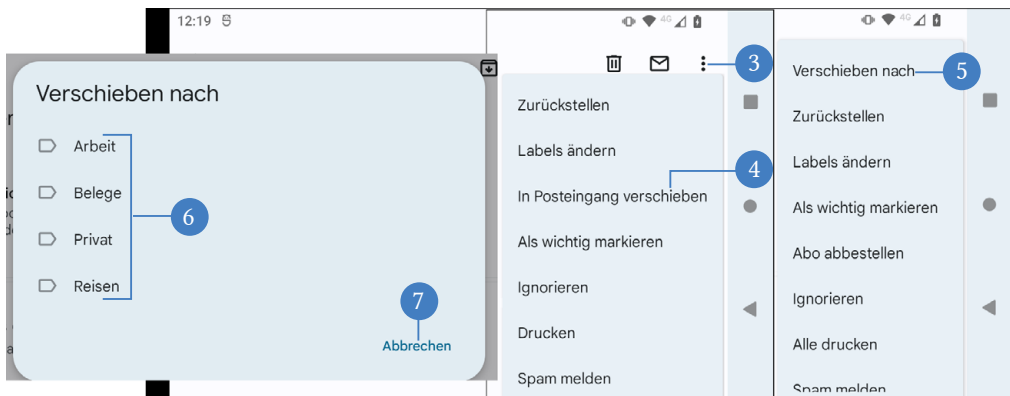 12:19
4G
4G
3
Verschieben nach
Arbeit
Belege
Privat
Reisen
6
7
Abbrechen
Zurückstellen
Labels ändern
4
In Posteingang verschieben
Als wichtig markieren
Ignorieren
Drucken
Spam melden
Verschieben nach
5
Zurückstellen
Labels ändern
Als wichtig markieren
Abo abbestellen
Ignorieren
Alle drucken
Spam melden